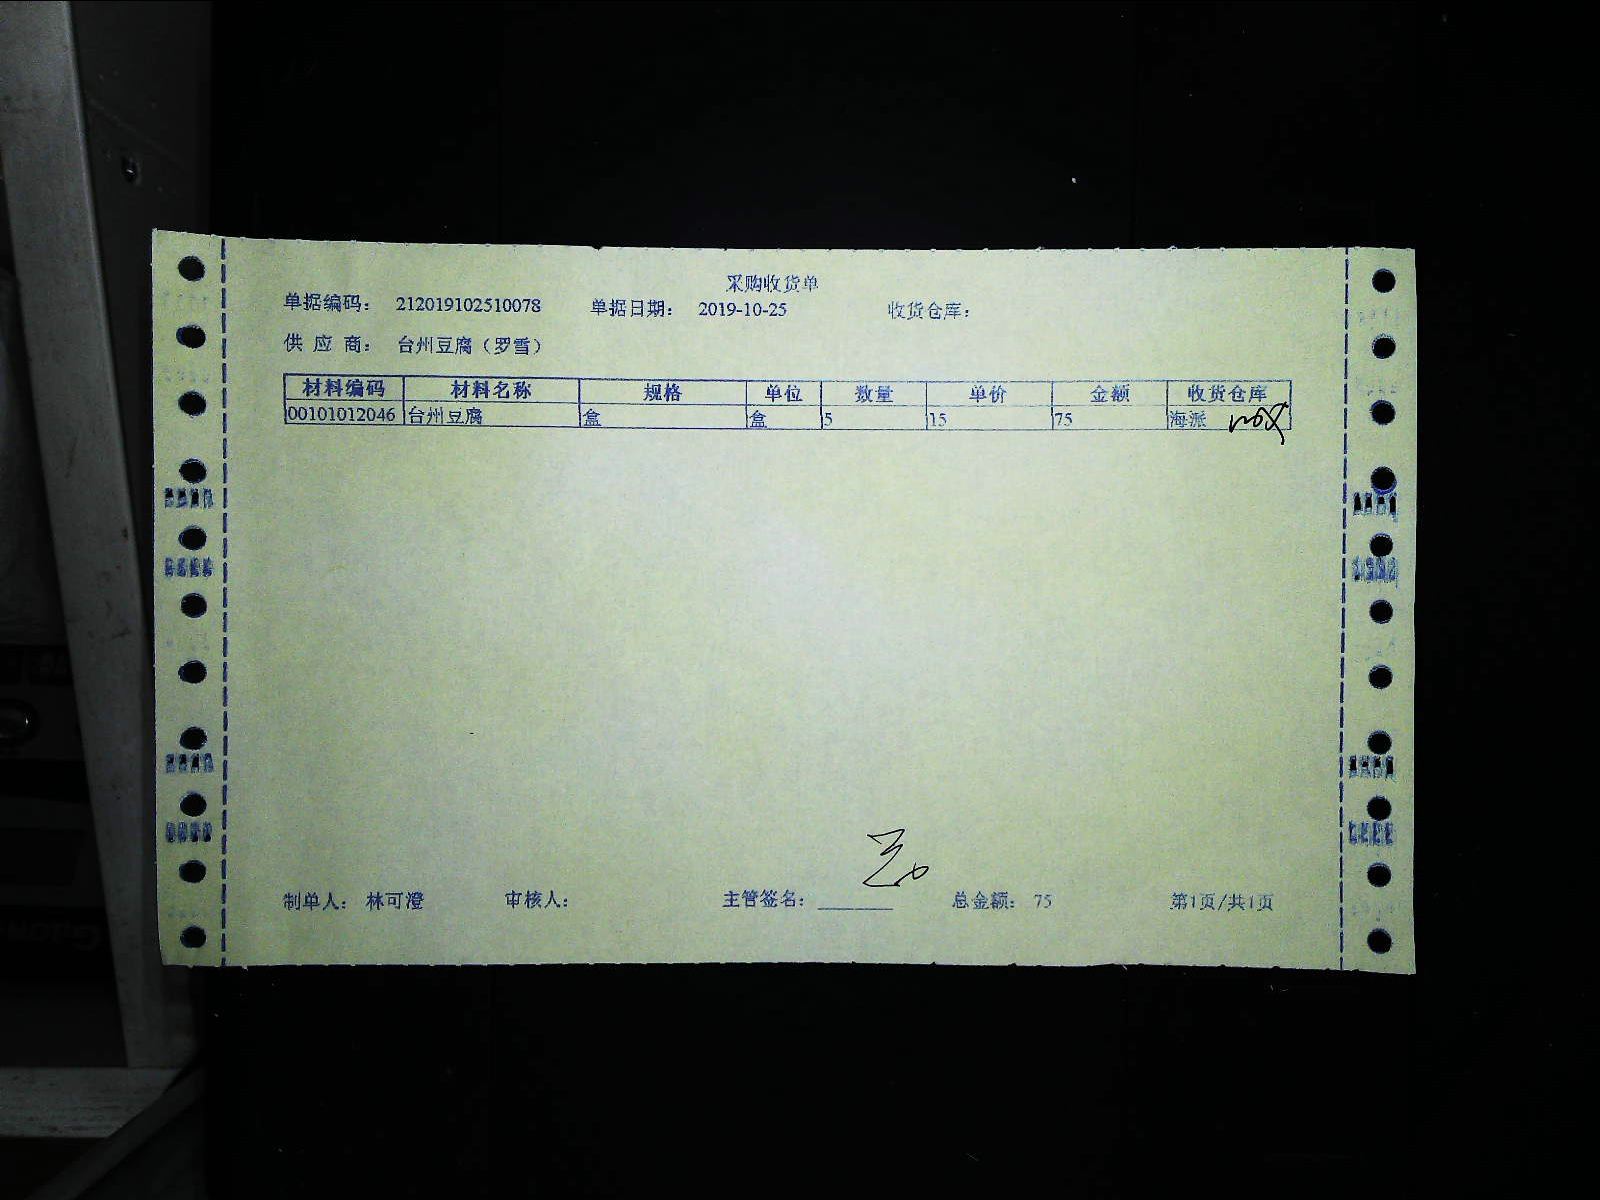 采购收货单
单据编码： 212019102510078 单据日期： 2019-10-25 收货仓库：
供 应 商： 台州豆腐（罗雪）
材料编码 材料名称 规格 单位 数量 单价 金额 收货仓库
00101012046 台州豆腐 盒 盒 5 15 75 海派
制单人： 林可澄 审核人： 主管签名： ________ 总金额： 75 第1页/共1页